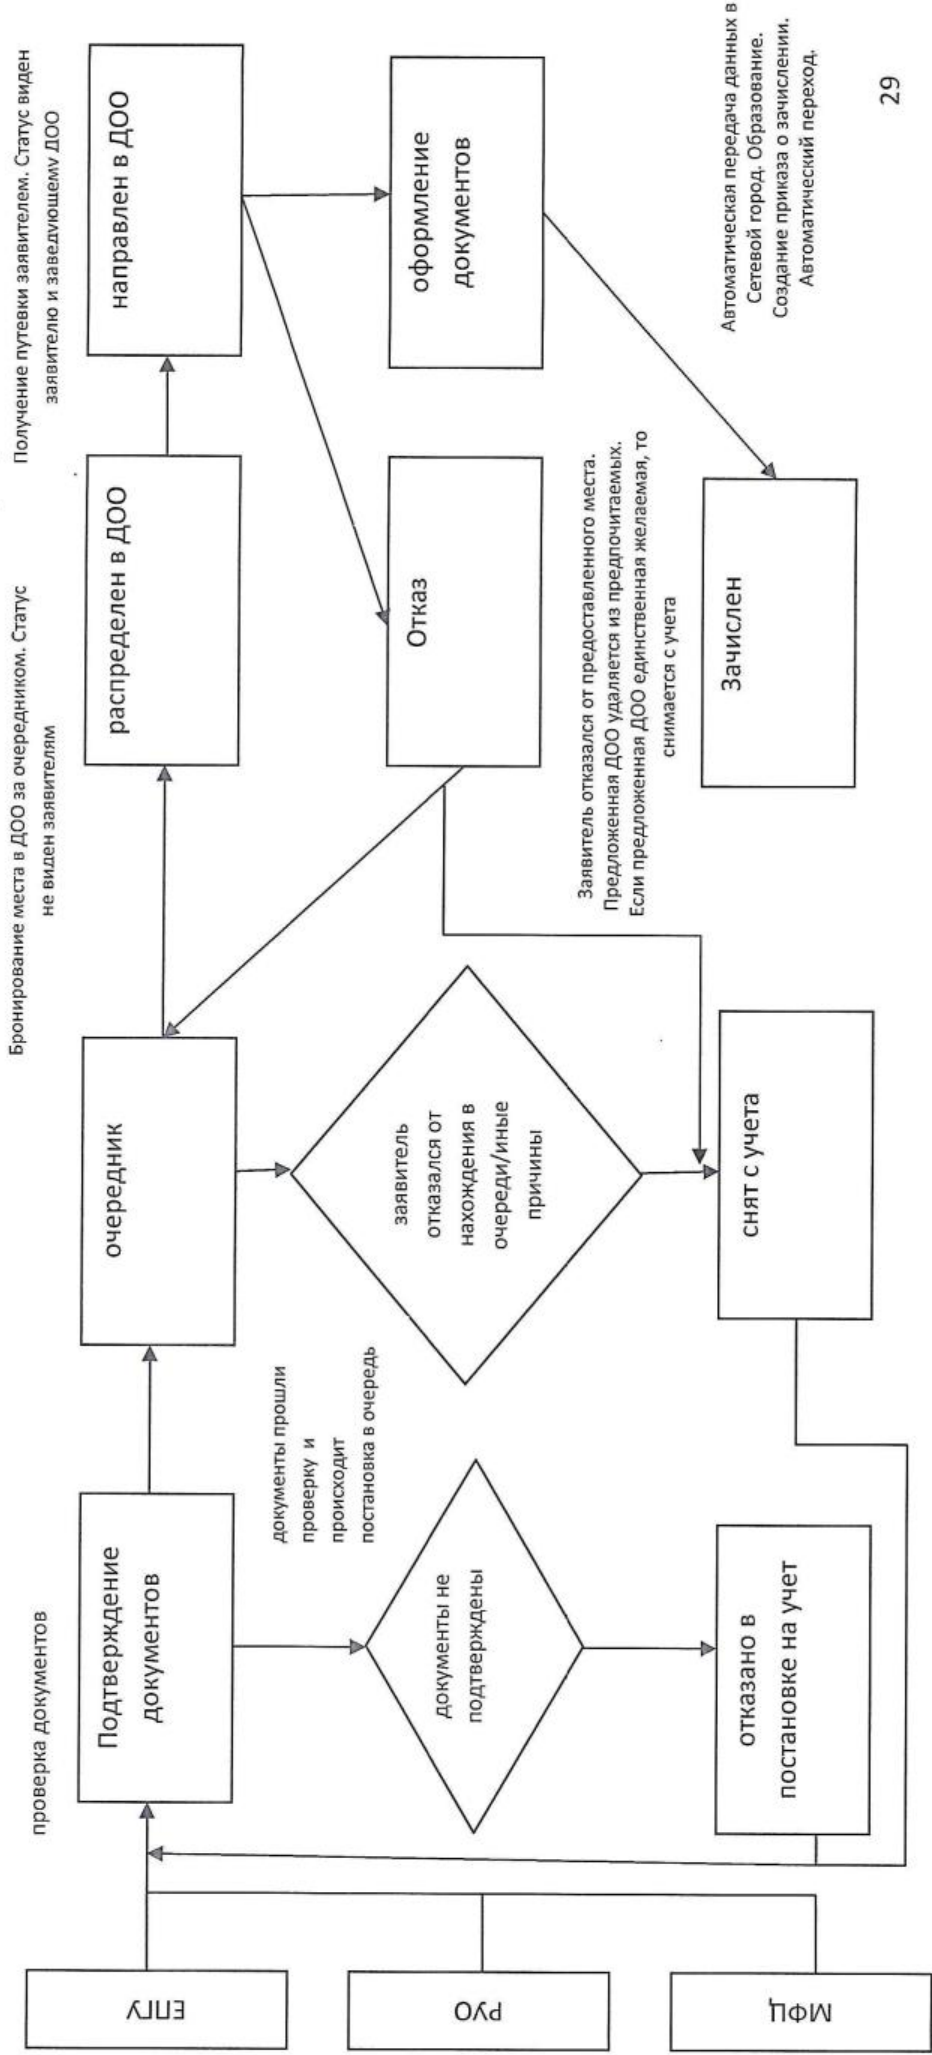 ЕПГУ
РУО
МФЦ
проверка документов
Подтверждение
документов
документы прошли
проверку и
происходит
постановка в очередь
документы не
подтверждены
отказано в
постановке на учет
очередник
заявитель
отказался от
нахождения в
очереди/иные
причины
снят с учета
Бронирование места в ДОО за очередником. Статус
не виден заявителям
распределен в ДОО
Отказ
Заявитель отказался от предоставленного места.
Предложенная ДОО удаляется из предпочитаемых.
Если предложенная ДОО единственная желаемая, то
снимается с учета
Зачислен
Получение путевки заявителем. Статус виден
заявителю и заведующему ДОО
направлен в ДОО
оформление
документов
Автоматическая передача данных в
Сетевой город. Образование.
Создание приказа о зачислении.
Автоматический переход.
29